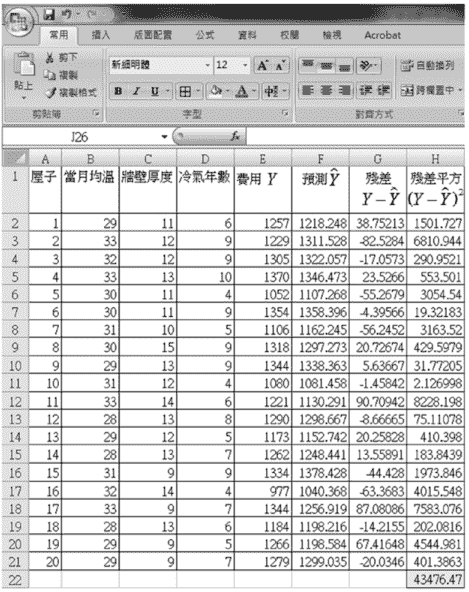 常用 插入 版面配置 公式 資料 校閱 檢視 Acrobat
剪下
複製
複製格式
貼上
剪貼簿
新細明體 12
B I U
字型
自動換列
跨欄置中
對齊方式
J26 fx
A B C D E F G H
1 屋子 當月均溫 牆壁厚度 冷氣年數 費用 Y 預測Ŷ 殘差 Y−Ŷ 殘差平方 (Y−Ŷ)²
2 1 29 11 6 1257 1218.248 38.75213 1501.727
3 2 33 12 9 1229 1311.528 -82.5284 6810.944
4 3 32 12 9 1305 1322.057 -17.0573 290.9521
5 4 33 13 10 1370 1346.473 23.5266 553.501
6 5 30 11 4 1052 1107.268 -55.2679 3054.54
7 6 30 11 9 1354 1358.396 -4.39566 19.32183
8 7 31 10 5 1106 1162.245 -56.2452 3163.52
9 8 30 15 9 1318 1297.273 20.72674 429.5979
10 9 29 13 9 1344 1338.363 5.63667 31.77205
11 10 31 12 4 1080 1081.458 -1.45842 2.126998
12 11 33 14 6 1221 1130.291 90.70942 8228.198
13 12 28 13 8 1290 1298.667 -8.66665 75.11078
14 13 29 12 5 1173 1152.742 20.25828 410.398
15 14 28 13 7 1262 1248.441 13.55891 183.8439
16 15 31 9 9 1334 1378.428 -44.428 1973.846
17 16 32 14 4 977 1040.368 -63.3683 4015.548
18 17 33 9 7 1344 1256.919 87.08086 7583.076
19 18 28 13 6 1184 1198.216 -14.2155 202.0816
20 19 29 9 5 1266 1198.584 67.41648 4544.981
21 20 29 9 7 1279 1299.035 -20.0346 401.3863
22 43476.47